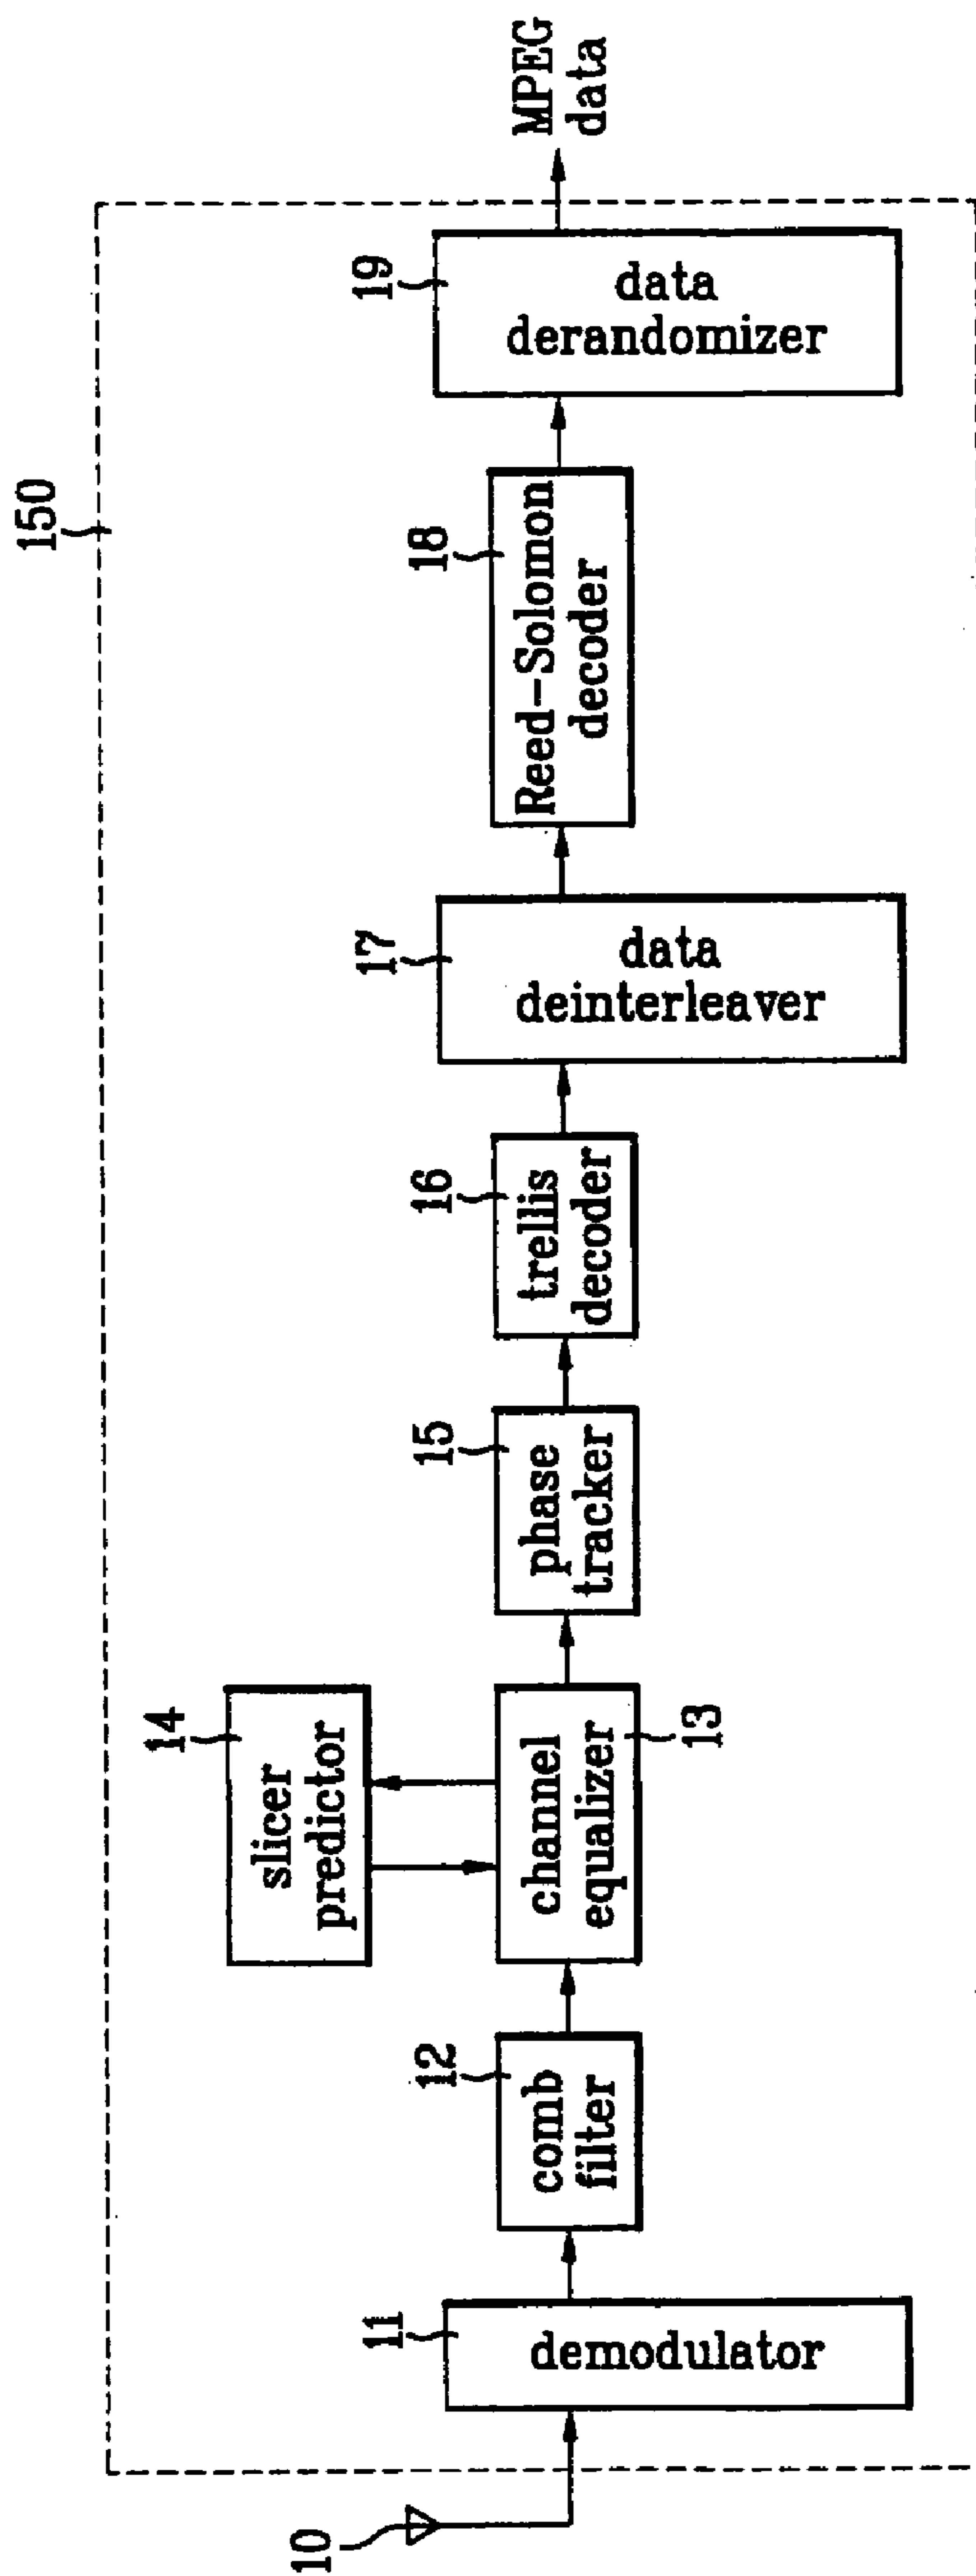 150
10
11
demodulator
12
comb
filter
14
slicer
predictor
channel
equalizer
13
15
phase
tracker
16
trellis
decoder
17
data
deinterleaver
18
Reed-Solomon
decoder
19
data
derandomizer
MPEG
data